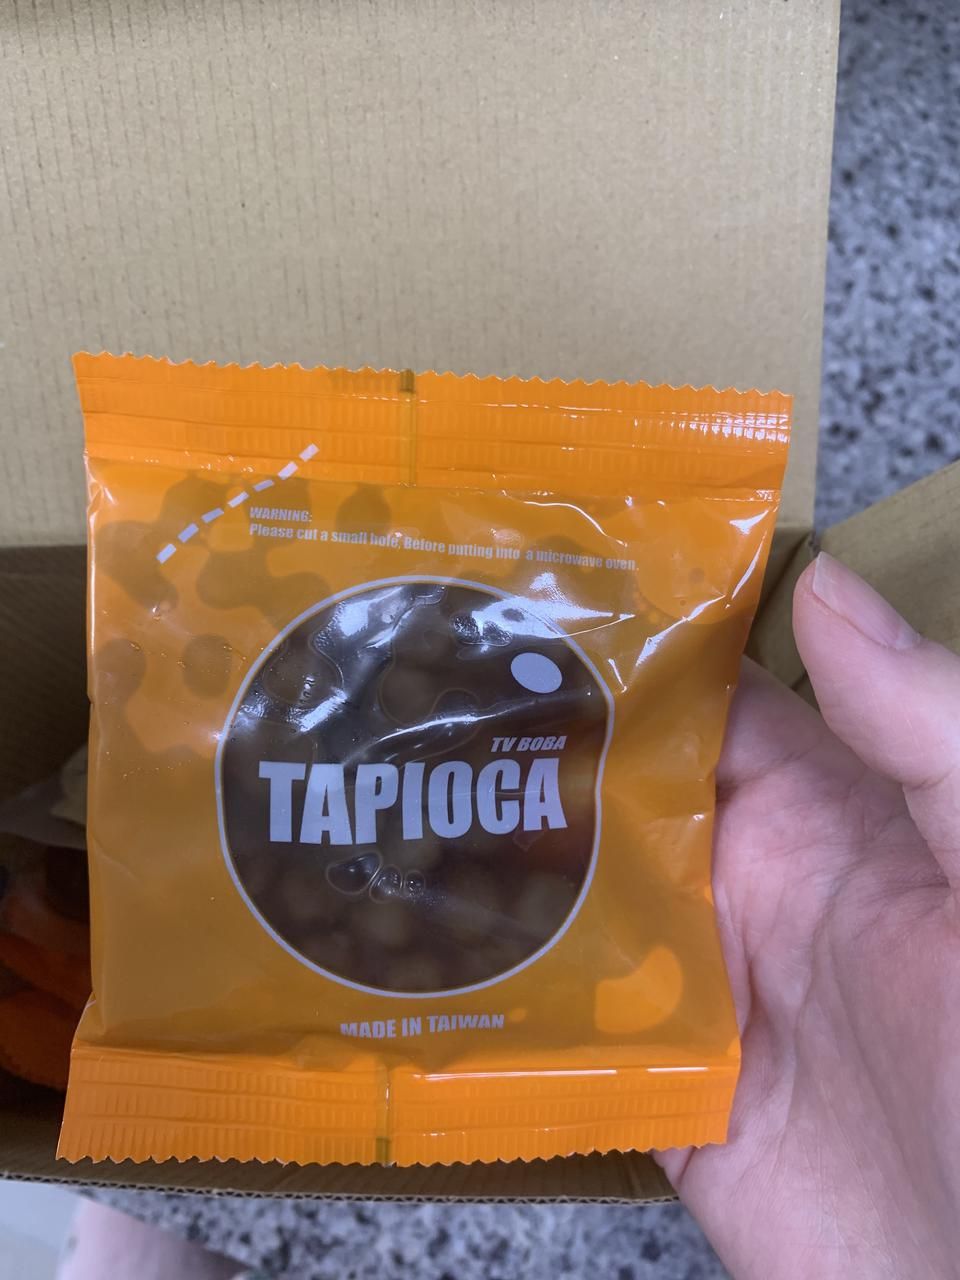 WARNING:
Please cut a small hole, Before putting into a microwave oven.
TV BOBA
TAPIOCA
MADE IN TAIWAN